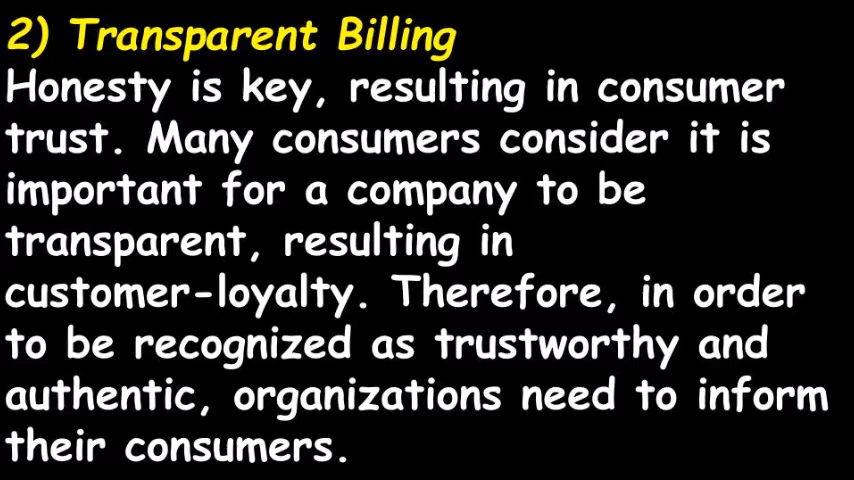 2) Transparent Billing
Honesty is key, resulting in consumer
trust. Many consumers consider it is
important for a company to be
transparent, resulting in
customer-loyalty. Therefore, in order
to be recognized as trustworthy and
authentic, organizations need to inform
their consumers.